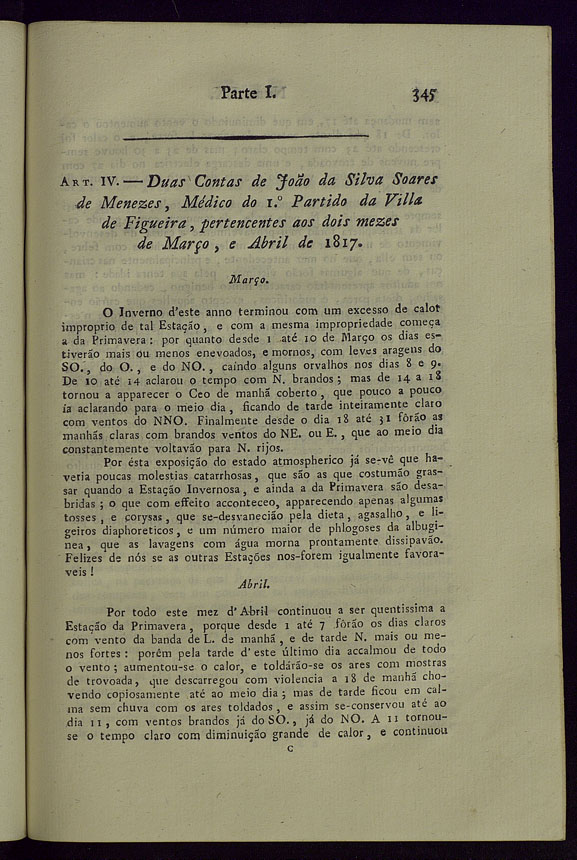 Parte I.
345
ART. IV. — Duas Contas de João da Silva Soares
de Menezes, Médico do 1.º Partido da Villa
de Figueira, pertencentes aos dois mezes
de Março, e Abril de 1817.
Março.
O Inverno d'este anno terminou com um excesso de calor
improprio de tal Estação, e com a mesma impropriedade começa
a da Primavera: por quanto desde 1 até 10 de Março os dias es-
tiverão mais ou menos enevoados, e mornos, com leves aragens do
SO., do O., e do NO., caíndo alguns orvalhos nos dias 8 e 9.
De 10 até 14 aclarou o tempo com N. brandos; mas de 14 a 18
tornou a apparecer o Ceo de manhã coberto, que pouco a pouco
ía aclarando para o meio dia, ficando de tarde inteiramente claro
com ventos do NNO. Finalmente desde o dia 18 até 31 fôrão as
manhãs claras com brandos ventos do NE. ou E., que ao meio dia
constantemente voltavão para N. rijos.
Por ésta exposição do estado atmospherico já se-vê que ha-
veria poucas molestias catarrhosas, que são as que costumão gras-
sar quando a Estação Invernosa, e ainda a da Primavera são desa-
bridas; o que com effeito acconteceo, apparecendo apenas algumas
tosses, e corysas, que se-desvanecião pela dieta, agasalho, e li-
geiros diaphoreticos, e um número maior de phlogoses da albugi-
nea, que as lavagens com água morna prontamente dissipavão.
Felizes de nós se as outras Estações nos-forem igualmente favora-
veis!
Abril.
Por todo este mez d'Abril continuou a ser quentissima a
Estação da Primavera, porque desde 1 até 7 fôrão os dias claros
com vento da banda de L. de manhã, e de tarde N. mais ou me-
nos fortes: porêm pela tarde d'este último dia accalmou de todo
o vento; aumentou-se o calor, e toldárão-se os ares com mostras
de trovoada, que descarregou com violencia a 18 de manhã cho-
vendo copiosamente até ao meio dia; mas de tarde ficou em cal-
ma sem chuva com os ares toldados, e assim se-conservou até ao
dia 11, com ventos brandos já do SO., já do NO. A 11 tornou-
se o tempo claro com diminuição grande de calor, e continuou
C